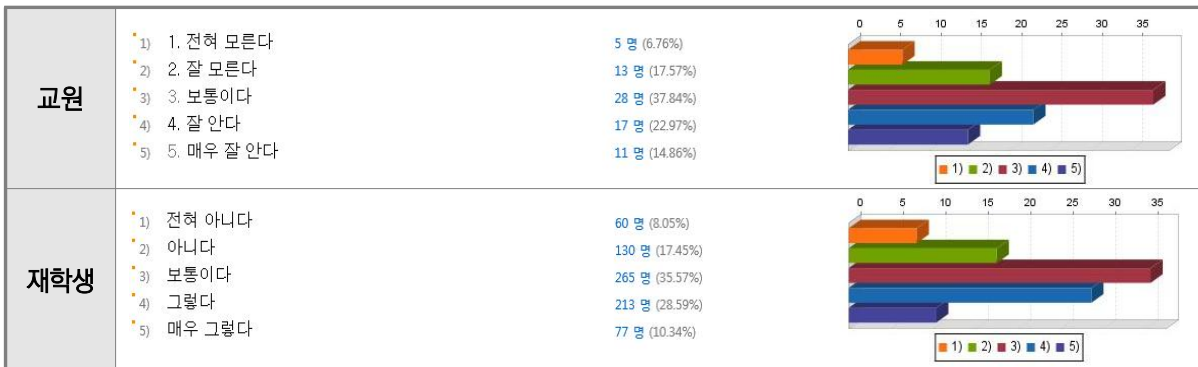 교원
1) 1. 전혀 모른다 5 명 (6.76%)
2) 2. 잘 모른다 13 명 (17.57%)
3) 3. 보통이다 28 명 (37.84%)
4) 4. 잘 안다 17 명 (22.97%)
5) 5. 매우 잘 안다 11 명 (14.86%)
0 5 10 15 20 25 30 35
1) 2) 3) 4) 5)
재학생
1) 전혀 아니다 60 명 (8.05%)
2) 아니다 130 명 (17.45%)
3) 보통이다 265 명 (35.57%)
4) 그렇다 213 명 (28.59%)
5) 매우 그렇다 77 명 (10.34%)
0 5 10 15 20 25 30 35
1) 2) 3) 4) 5)